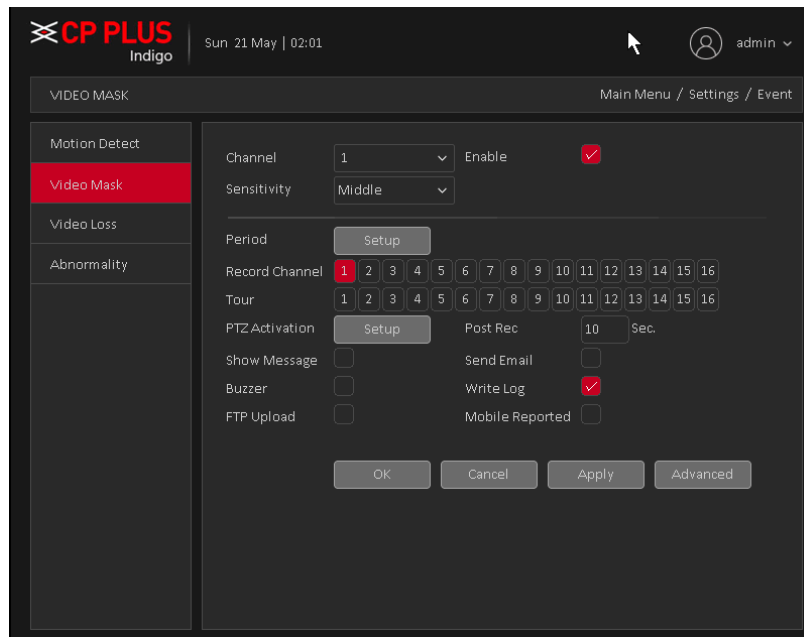 CP PLUS
Indigo
Sun 21 May | 02:01
admin
VIDEO MASK
Main Menu / Settings / Event
Motion Detect
Video Mask
Video Loss
Abnormality
Channel 1 Enable
Sensitivity Middle
Period Setup
Record Channel 1 2 3 4 5 6 7 8 9 10 11 12 13 14 15 16
Tour 1 2 3 4 5 6 7 8 9 10 11 12 13 14 15 16
PTZ Activation Setup Post Rec 10 Sec.
Show Message Send Email
Buzzer Write Log
FTP Upload Mobile Reported
OK Cancel Apply Advanced